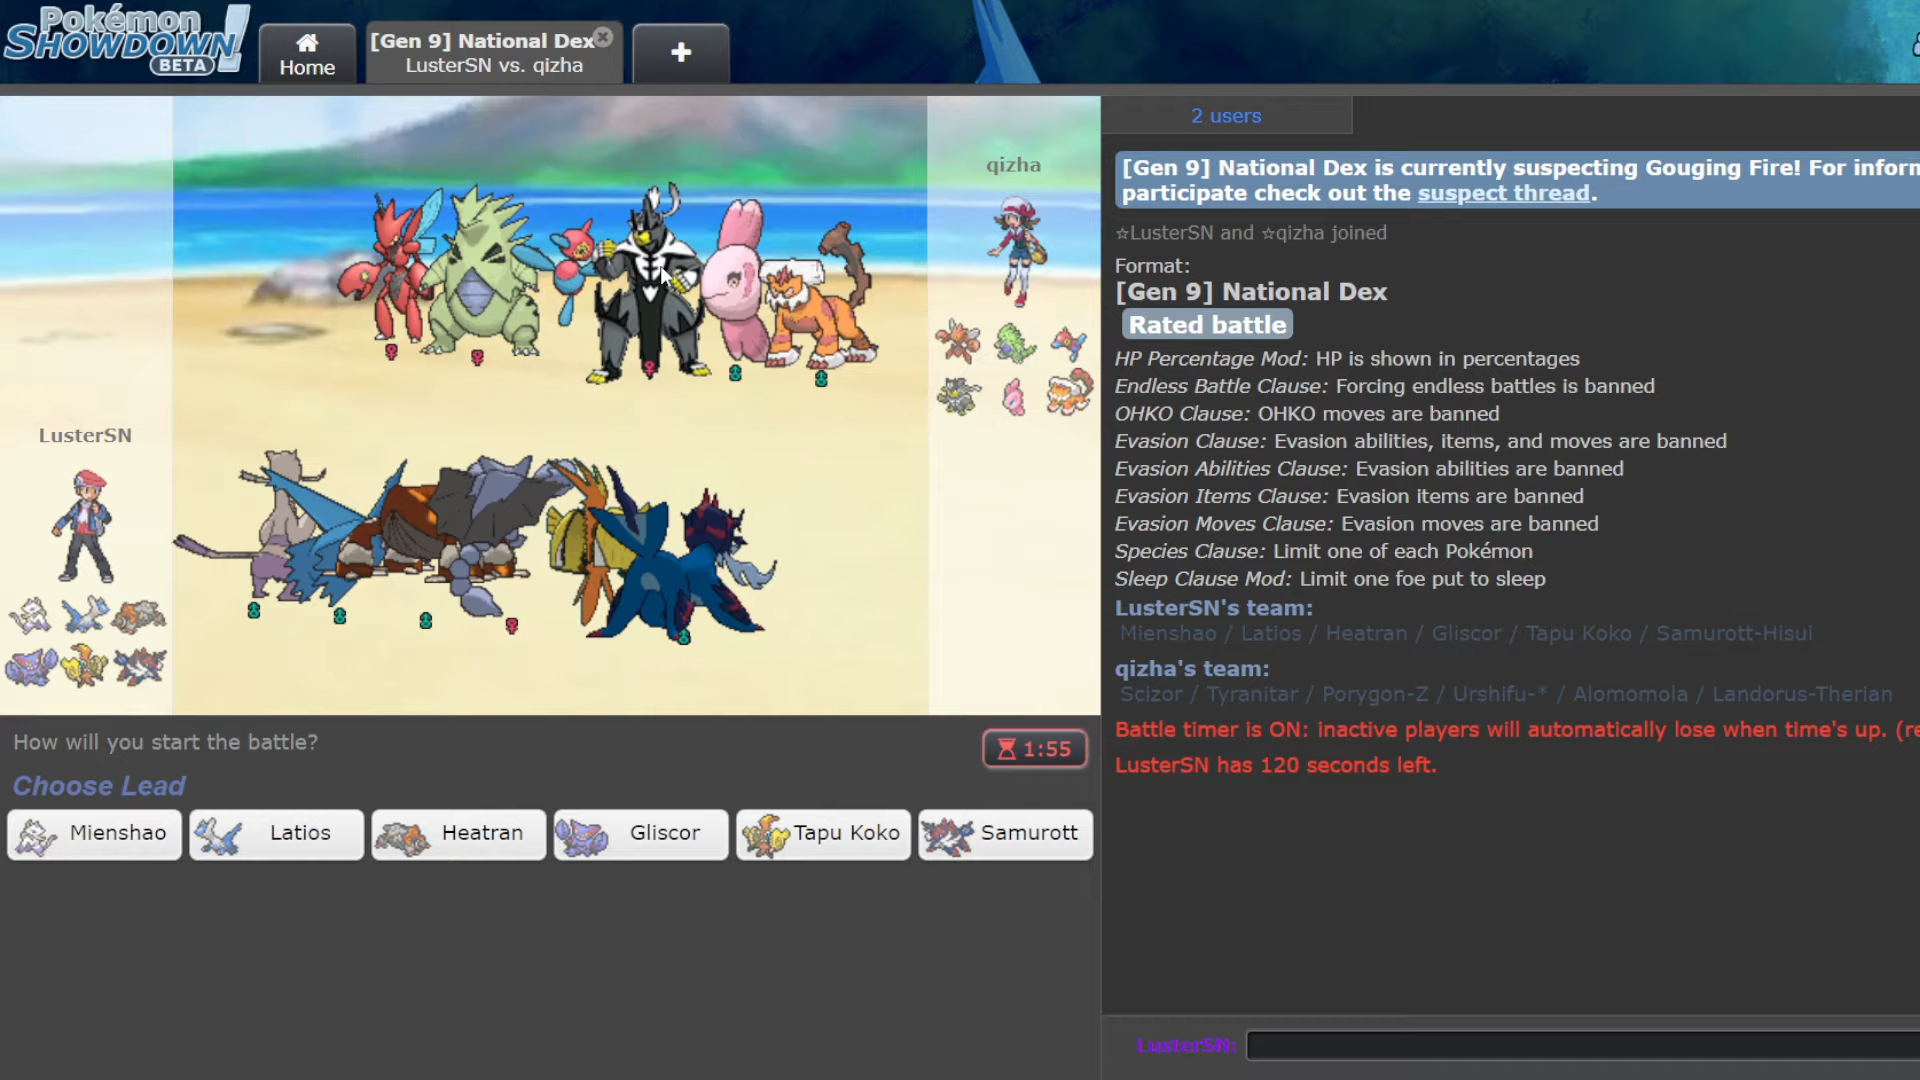 Pokémon
SHOWDOWN!
BETA
Home
[Gen 9] National Dex
LusterSN vs. qizha
2 users
qizha
LusterSN
[Gen 9] National Dex is currently suspecting Gouging Fire! For inform
participate check out the suspect thread.
☆LusterSN and ☆qizha joined
Format:
[Gen 9] National Dex
Rated battle
HP Percentage Mod: HP is shown in percentages
Endless Battle Clause: Forcing endless battles is banned
OHKO Clause: OHKO moves are banned
Evasion Clause: Evasion abilities, items, and moves are banned
Evasion Abilities Clause: Evasion abilities are banned
Evasion Items Clause: Evasion items are banned
Evasion Moves Clause: Evasion moves are banned
Species Clause: Limit one of each Pokémon
Sleep Clause Mod: Limit one foe put to sleep
LusterSN's team:
Mienshao / Latios / Heatran / Gliscor / Tapu Koko / Samurott-Hisui
qizha's team:
Scizor / Tyranitar / Porygon-Z / Urshifu-* / Alomomola / Landorus-Therian
Battle timer is ON: inactive players will automatically lose when time's up. (re
LusterSN has 120 seconds left.
How will you start the battle?
1:55
Choose Lead
Mienshao
Latios
Heatran
Gliscor
Tapu Koko
Samurott
LusterSN: